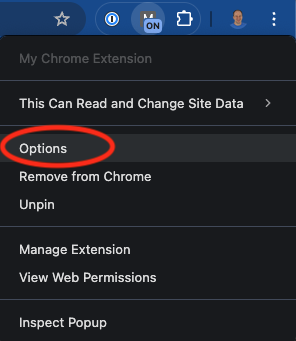 ON
My Chrome Extension
This Can Read and Change Site Data
Options
Remove from Chrome
Unpin
Manage Extension
View Web Permissions
Inspect Popup